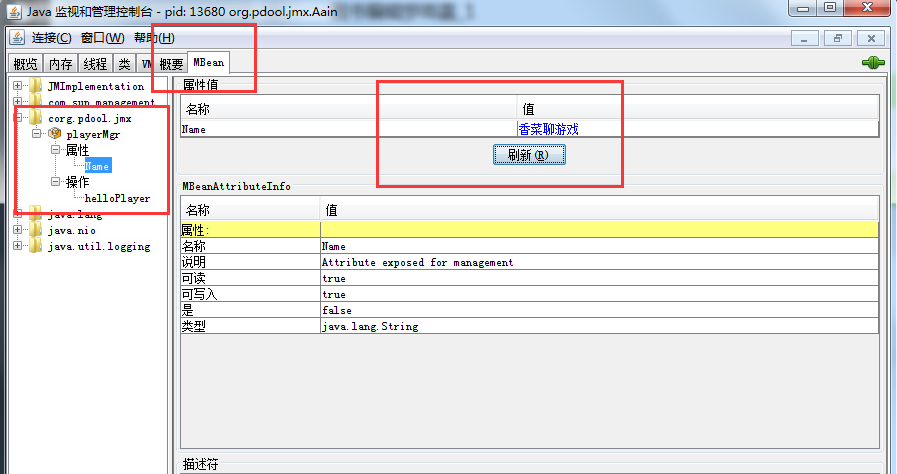 Java 监视和管理控制台 - pid: 13680 org.pdool.jmx.Aain
连接(C) 窗口(W) 帮助(H)
概览 内存 线程 类 VM 概要 MBean
JMImplementation
com.sun.management
org.pdool.jmx
playerMgr
属性
Name
操作
helloPlayer
java.lang
java.nio
java.util.logging
属性值
名称 值
Name 香菜聊游戏
刷新(R)
MBeanAttributeInfo
名称 值
属性:
名称 Name
说明 Attribute exposed for management
可读 true
可写入 true
是 false
类型 java.lang.String
描述符